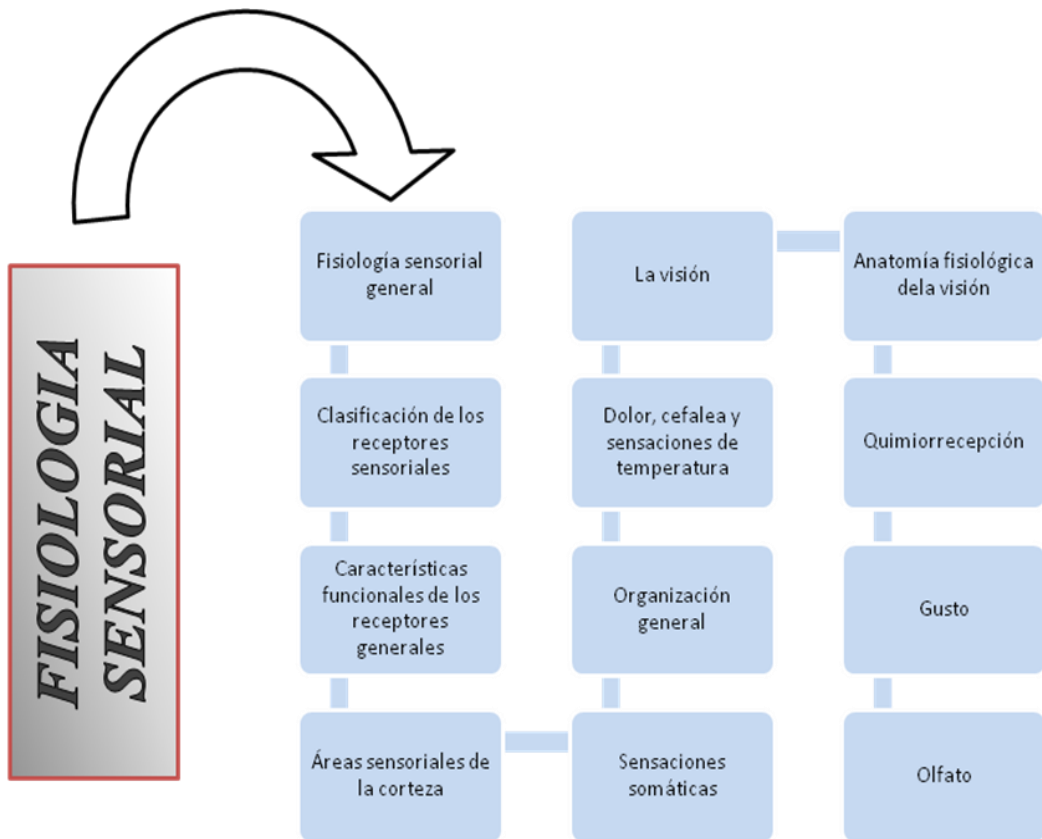 FISIOLOGIA
SENSORIAL
Fisiología sensorial
general
Clasificación de los
receptores
sensoriales
Características
funcionales de los
receptores
generales
Áreas sensoriales de
la corteza
Sensaciones
somáticas
Organización
general
Dolor, cefalea y
sensaciones de
temperatura
La visión
Anatomía fisiológica
dela visión
Quimiorrecepción
Gusto
Olfato